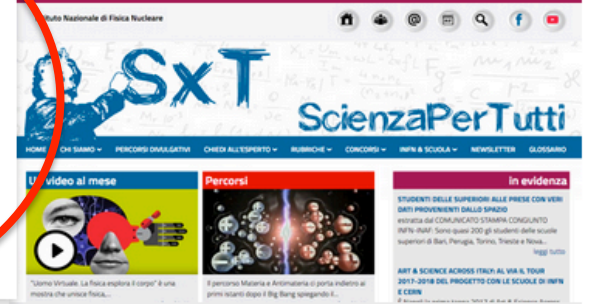 Istituto Nazionale di Fisica Nucleare
SxT
ScienzaPerTutti
HOME CHI SIAMO PERCORSI DIVULGATIVI CHIEDI ALL'ESPERTO RUBRICHE CONCORSI INFN & SCUOLA NEWSLETTER GLOSSARIO
Un video al mese
"Uomo Virtuale. La fisica esplora il corpo" è una
mostra che unisce fisica,...
Percorsi
Il percorso Materia e Antimateria ci porta indietro ai
primi istanti dopo il Big Bang spiegando il...
in evidenza
STUDENTI DELLE SUPERIORI ALLE PRESE CON VERI
DATI PROVENIENTI DALLO SPAZIO
estratta dal COMUNICATO STAMPA CONGIUNTO
INFN-INAF: Sono quasi 200 gli studenti delle scuole
superiori di Bari, Perugia, Torino, Trieste e Nova...
leggi tutto
ART & SCIENCE ACROSS ITALY: AL VIA IL TOUR
2017-2018 DEL PROGETTO CON LE SCUOLE DI INFN
E CERN